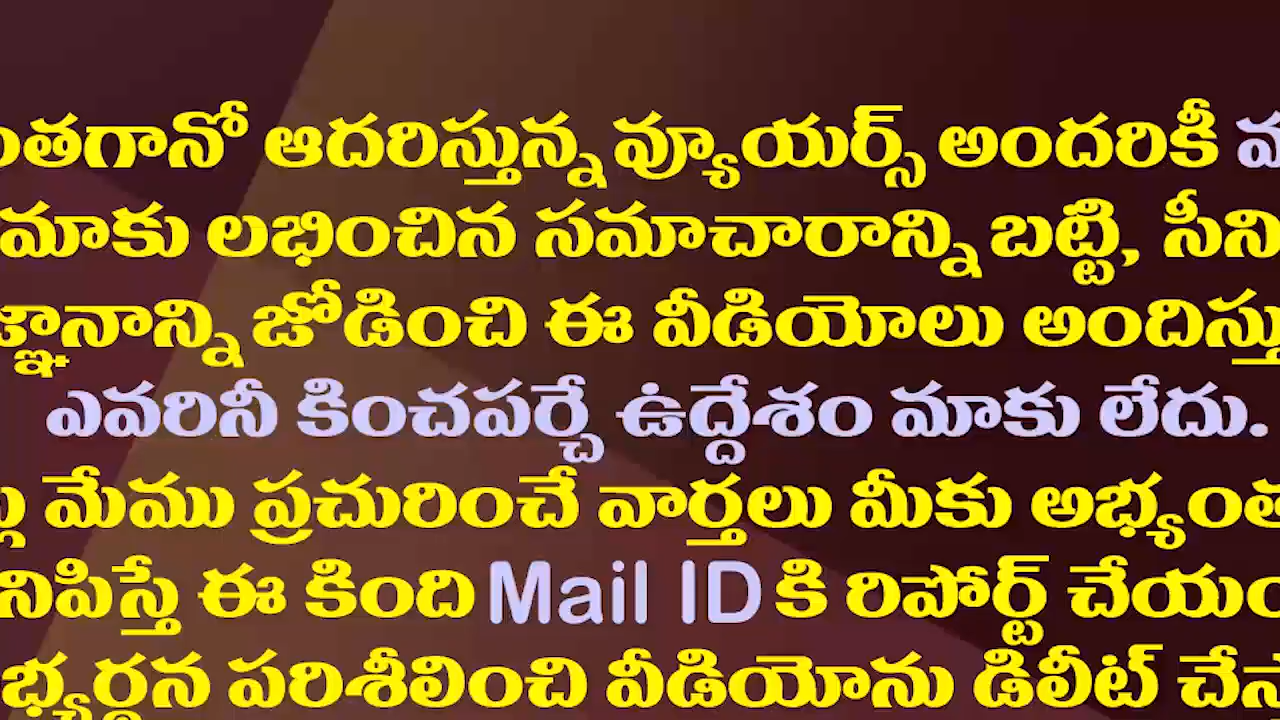 ఆదరిస్తున్న వ్యూయర్స్ అందరికీ
మాకు లభించిన సమాచారాన్ని బట్టి,
జోడించి ఈ వీడియోలు
ఎవరినీ కించపర్చే ఉద్దేశం మాకు లేదు.
మేము ప్రచురించే వార్తలు మీకు
ఈ కింది Mail ID కి రిపోర్ట్
పరిశీలించి వీడియోను డిలీట్